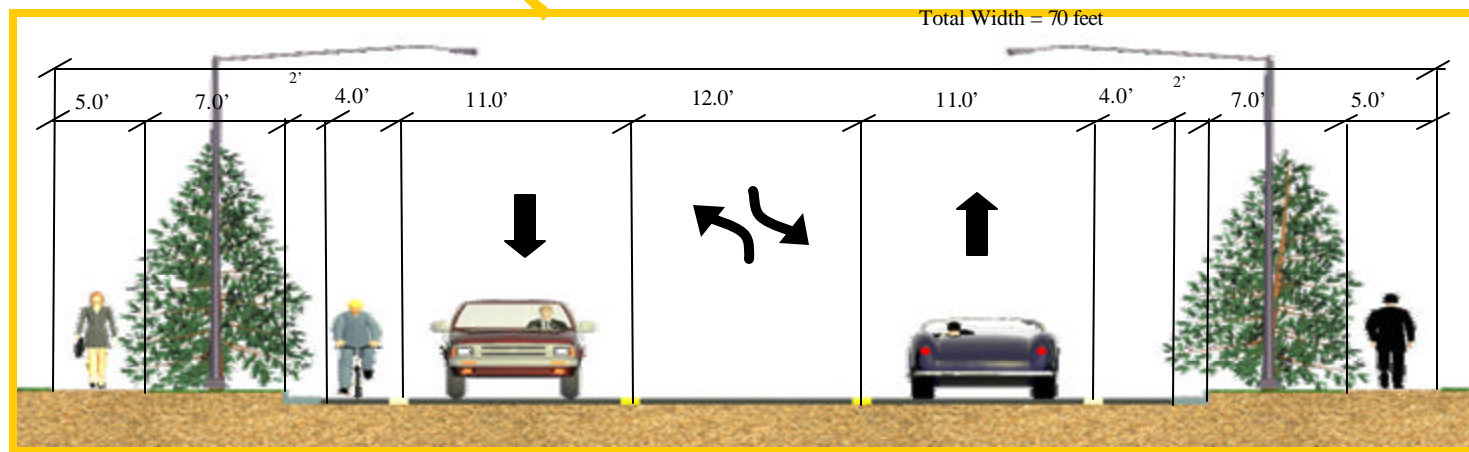 Total Width = 70 feet
2’ 2’
5.0’ 7.0’ 4.0’ 11.0’ 12.0’ 11.0’ 4.0’ 7.0’ 5.0’